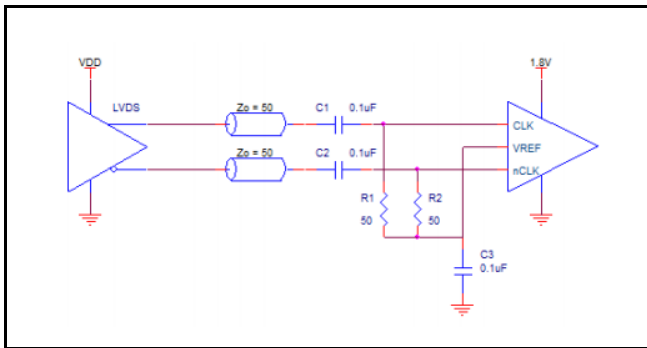 VDD
1.8V
LVDS
Zo = 50
C1
0.1uF
CLK
Zo = 50
C2
0.1uF
VREF
nCLK
R1
50
R2
50
C3
0.1uF